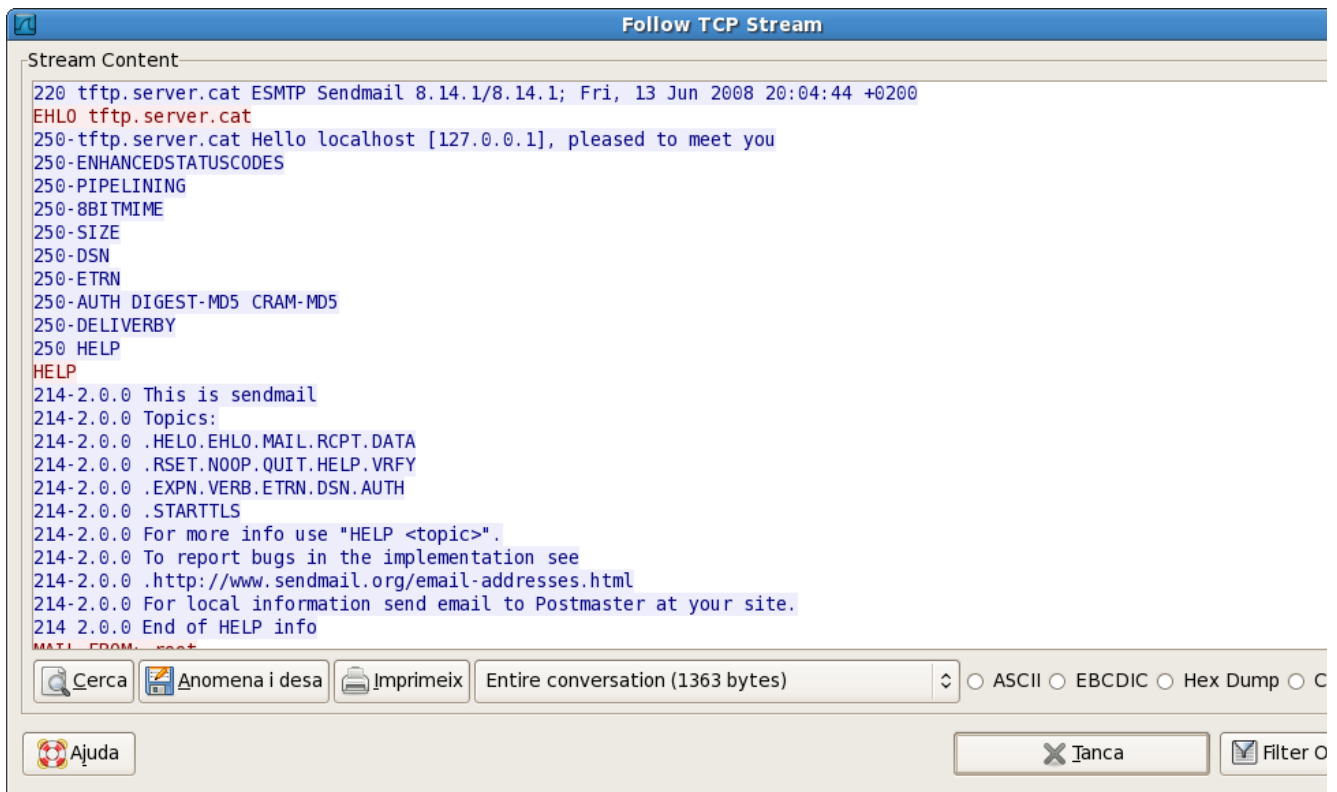 Follow TCP Stream
Stream Content
220 tftp.server.cat ESMTP Sendmail 8.14.1/8.14.1; Fri, 13 Jun 2008 20:04:44 +0200
EHLO tftp.server.cat
250-tftp.server.cat Hello localhost [127.0.0.1], pleased to meet you
250-ENHANCEDSTATUSCODES
250-PIPELINING
250-8BITMIME
250-SIZE
250-DSN
250-ETRN
250-AUTH DIGEST-MD5 CRAM-MD5
250-DELIVERBY
250 HELP
HELP
214-2.0.0 This is sendmail
214-2.0.0 Topics:
214-2.0.0 .HELO.EHLO.MAIL.RCPT.DATA
214-2.0.0 .RSET.NOOP.QUIT.HELP.VRFY
214-2.0.0 .EXPN.VERB.ETRN.DSN.AUTH
214-2.0.0 .STARTTLS
214-2.0.0 For more info use "HELP <topic>".
214-2.0.0 To report bugs in the implementation see
214-2.0.0 .http://www.sendmail.org/email-addresses.html
214-2.0.0 For local information send email to Postmaster at your site.
214 2.0.0 End of HELP info
MAIL FROM: root
Cerca Anomena i desa Imprimeix Entire conversation (1363 bytes) ASCII EBCDIC Hex Dump C
Ajuda Tanca Filter O